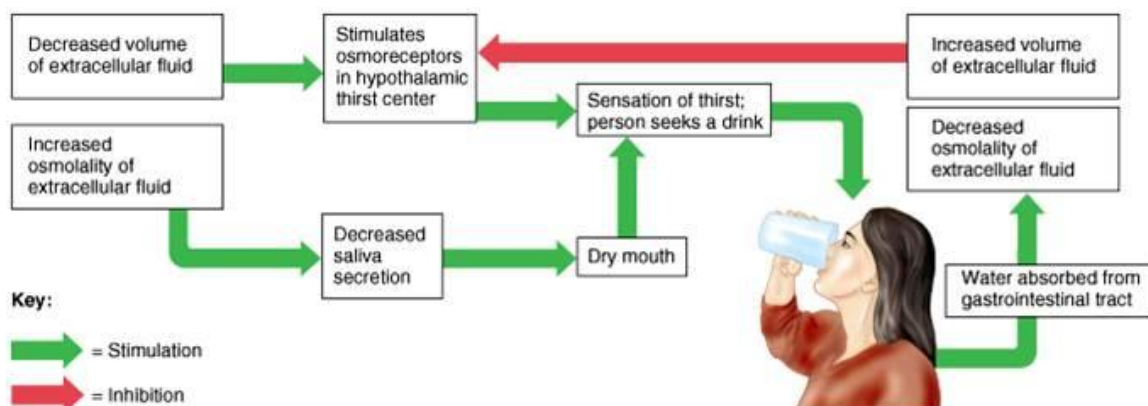 Decreased volume
of extracellular fluid
Stimulates
osmoreceptors
in hypothalamic
thirst center
Increased volume
of extracellular fluid
Sensation of thirst;
person seeks a drink
Increased
osmolality of
extracellular fluid
Decreased
osmolality of
extracellular fluid
Decreased
saliva
secretion
Dry mouth
Water absorbed from
gastrointestinal tract
Key:
= Stimulation
= Inhibition